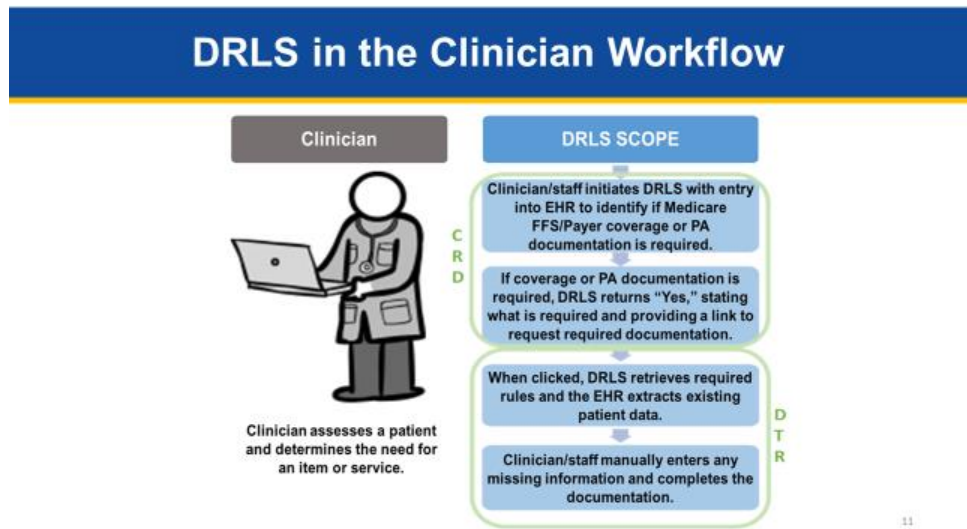 DRLS in the Clinician Workflow
Clinician
Clinician assesses a patient
and determines the need for
an item or service.
DRLS SCOPE
C
R
D
Clinician/staff initiates DRLS with entry
into EHR to identify if Medicare
FFS/Payer coverage or PA
documentation is required.
If coverage or PA documentation is
required, DRLS returns “Yes,” stating
what is required and providing a link to
request required documentation.
D
T
R
When clicked, DRLS retrieves required
rules and the EHR extracts existing
patient data.
Clinician/staff manually enters any
missing information and completes the
documentation.
11